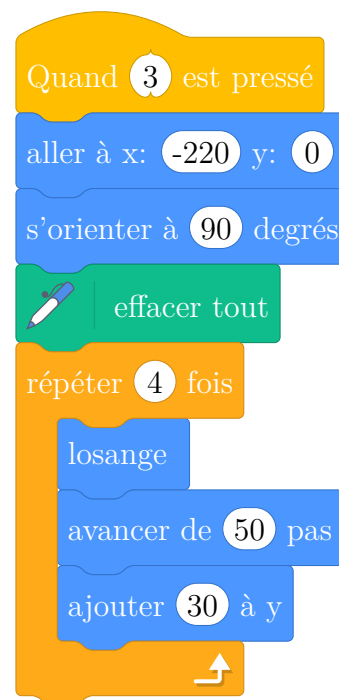 Quand 3 est pressé
aller à x: -220 y: 0
s'orienter à 90 degrés
effacer tout
répéter 4 fois
losange
avancer de 50 pas
ajouter 30 à y